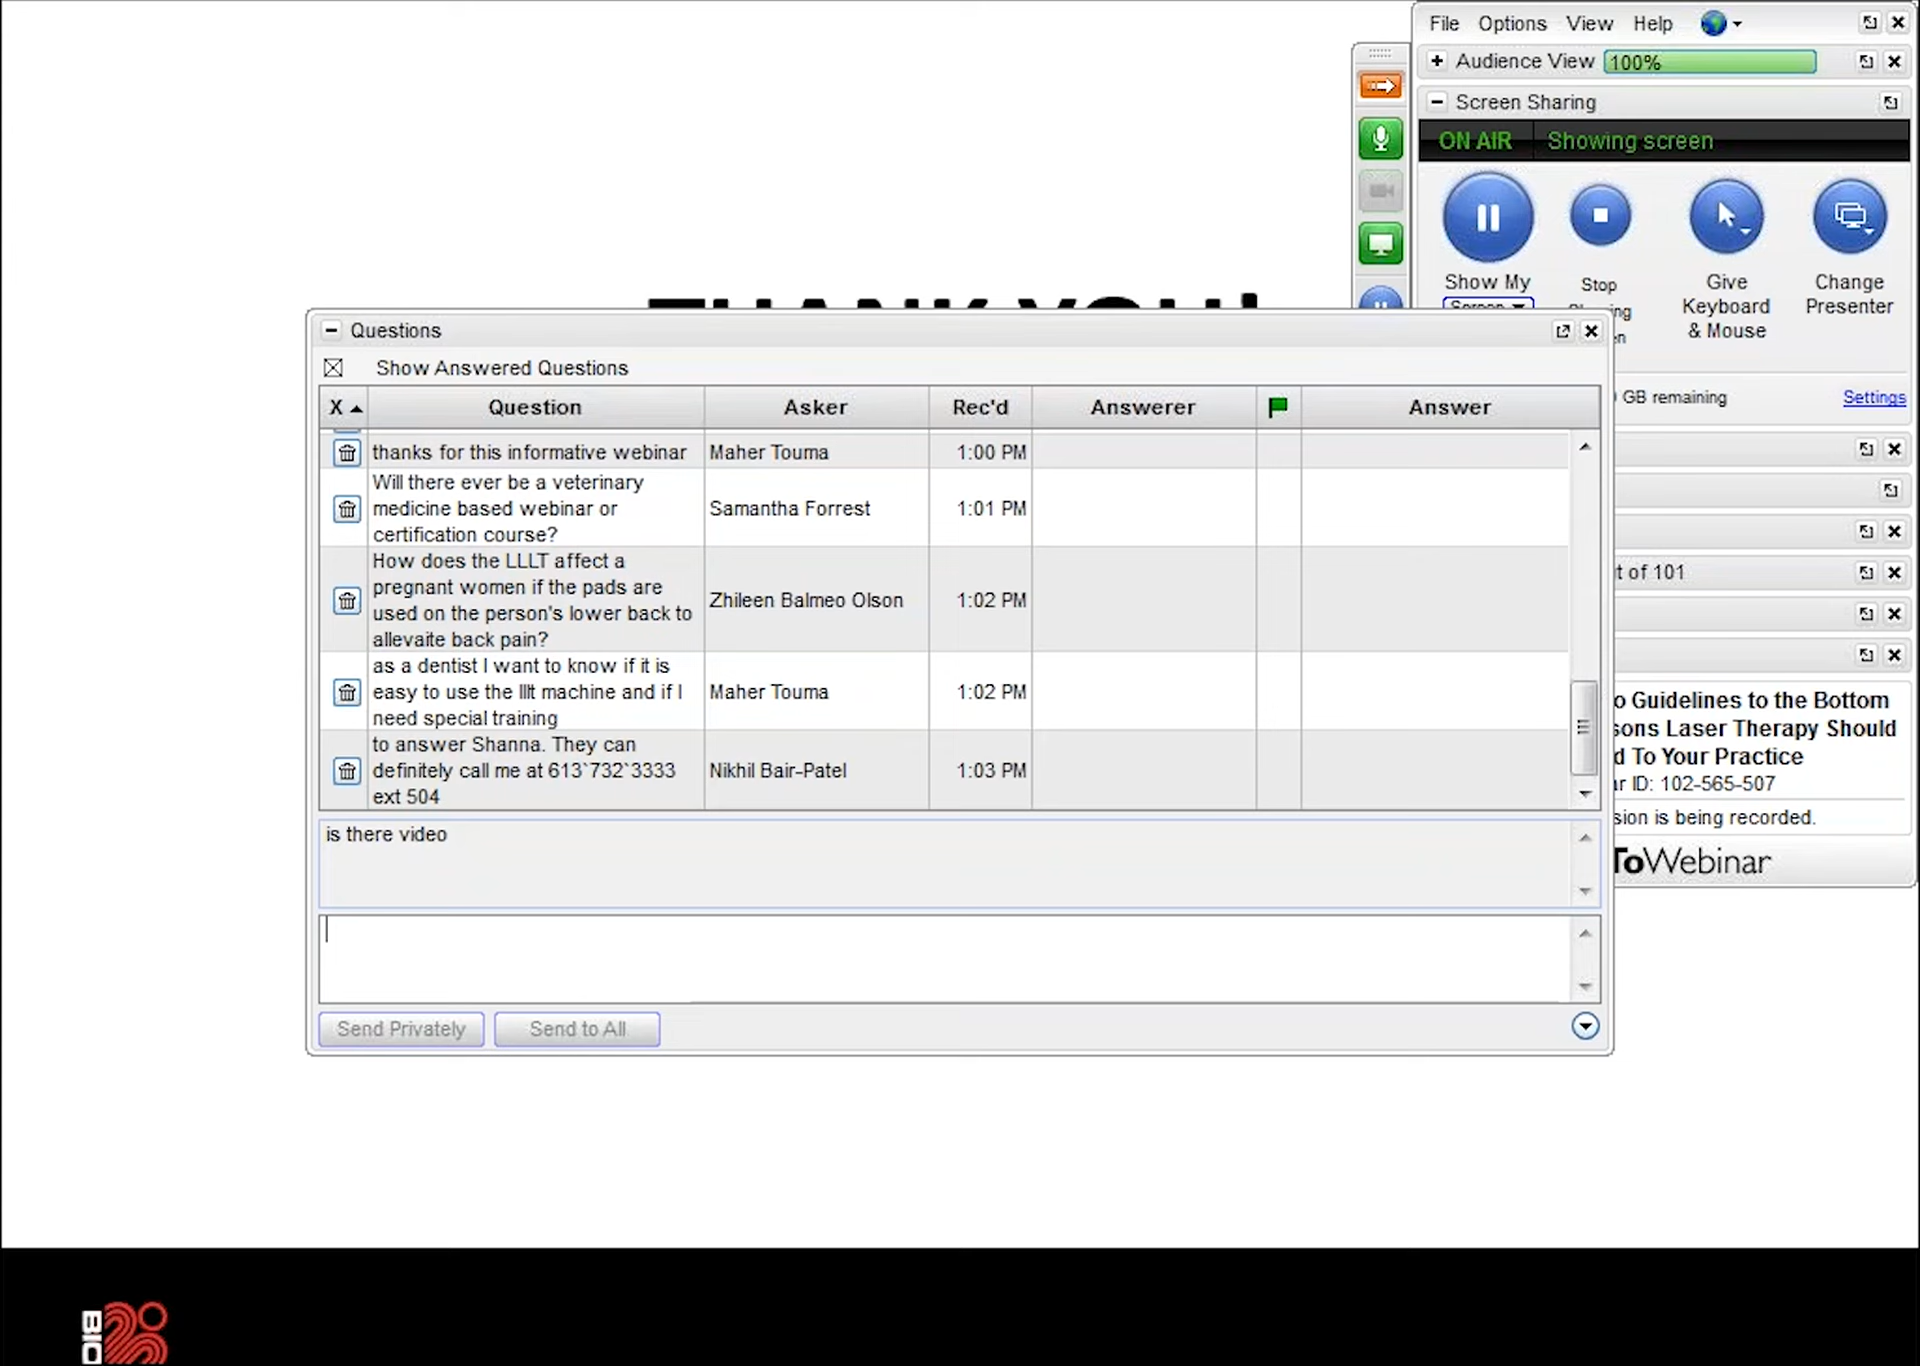 File Options View Help
Audience View 100%
Screen Sharing
ON AIR Showing screen
Show My
Screen
Stop
Give
Keyboard
& Mouse
Change
Presenter
THANK YOU!
GB remaining Settings
Questions
Show Answered Questions
X Question Asker Rec'd Answerer Answer
thanks for this informative webinar Maher Touma 1:00 PM
Will there ever be a veterinary
medicine based webinar or
certification course?
Samantha Forrest 1:01 PM
How does the LLLT affect a
pregnant women if the pads are
used on the person's lower back to
allevaite back pain?
Zhileen Balmeo Olson 1:02 PM
as a dentist I want to know if it is
easy to use the lllt machine and if I
need special training
Maher Touma 1:02 PM
to answer Shanna. They can
definitely call me at 613`732`3333
ext 504
Nikhil Bair-Patel 1:03 PM
is there video
Send Privately Send to All
t of 101
o Guidelines to the Bottom
sons Laser Therapy Should
d To Your Practice
ar ID: 102-565-507
sion is being recorded.
ToWebinar
BIO